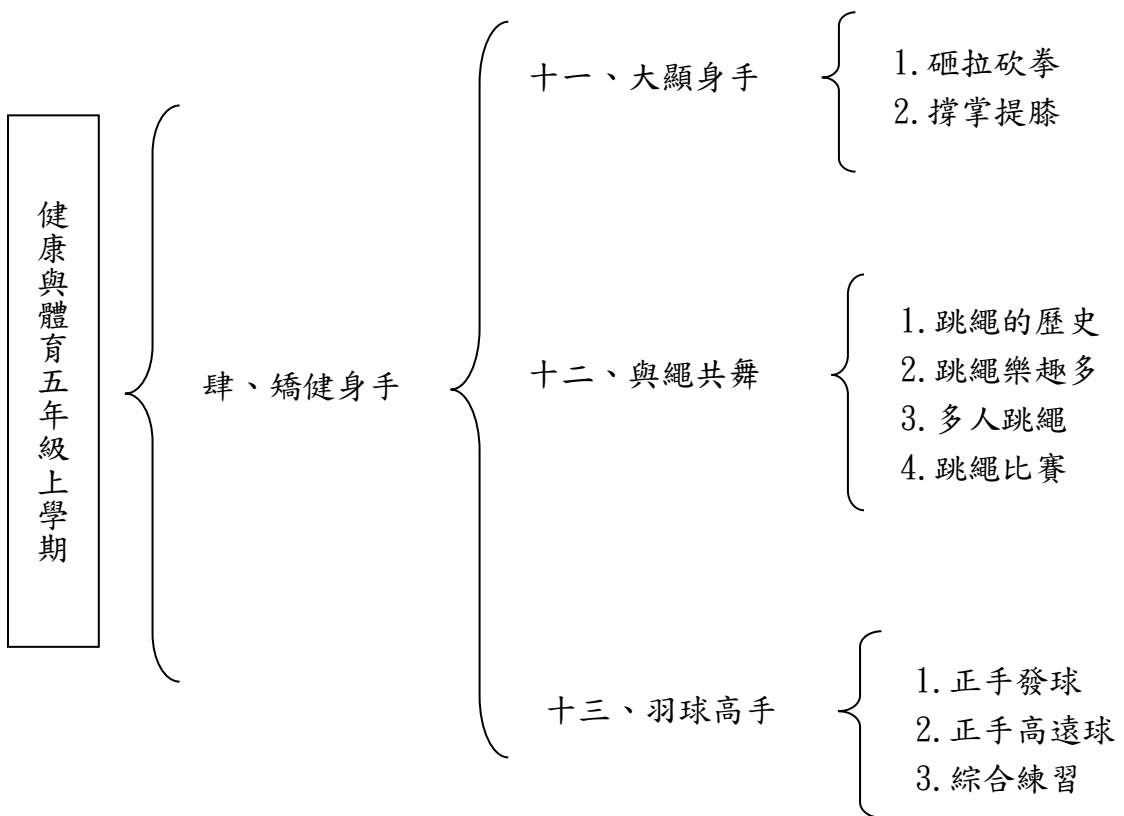 健康與體育五年級上學期
肆、矯健身手
十一、大顯身手
1.砸拉砍拳
2.撐掌提膝
十二、與繩共舞
1.跳繩的歷史
2.跳繩樂趣多
3.多人跳繩
4.跳繩比賽
十三、羽球高手
1.正手發球
2.正手高遠球
3.綜合練習